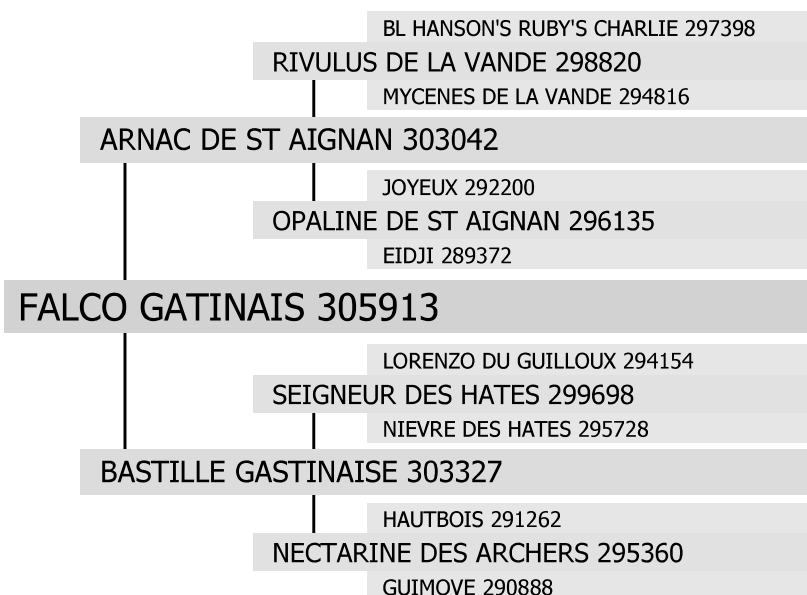 BL HANSON'S RUBY'S CHARLIE 297398
RIVULUS DE LA VANDE 298820
MYCENES DE LA VANDE 294816
ARNAC DE ST AIGNAN 303042
JOYEUX 292200
OPALINE DE ST AIGNAN 296135
EIDJI 289372
FALCO GATINAIS 305913
LORENZO DU GUILLOUX 294154
SEIGNEUR DES HATES 299698
NIEVRE DES HATES 295728
BASTILLE GASTINAISE 303327
HAUTBOIS 291262
NECTARINE DES ARCHERS 295360
GUIMOVE 290888